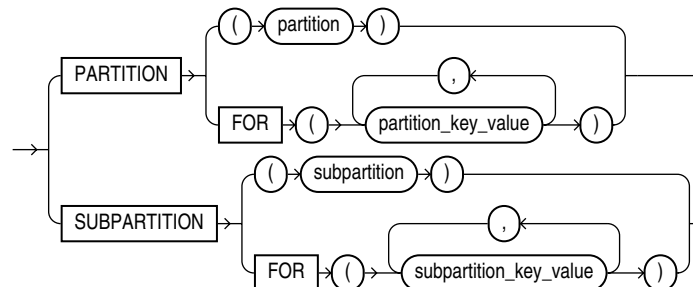 ( partition )
PARTITION
,
FOR ( partition_key_value )
( subpartition )
SUBPARTITION
,
FOR ( subpartition_key_value )